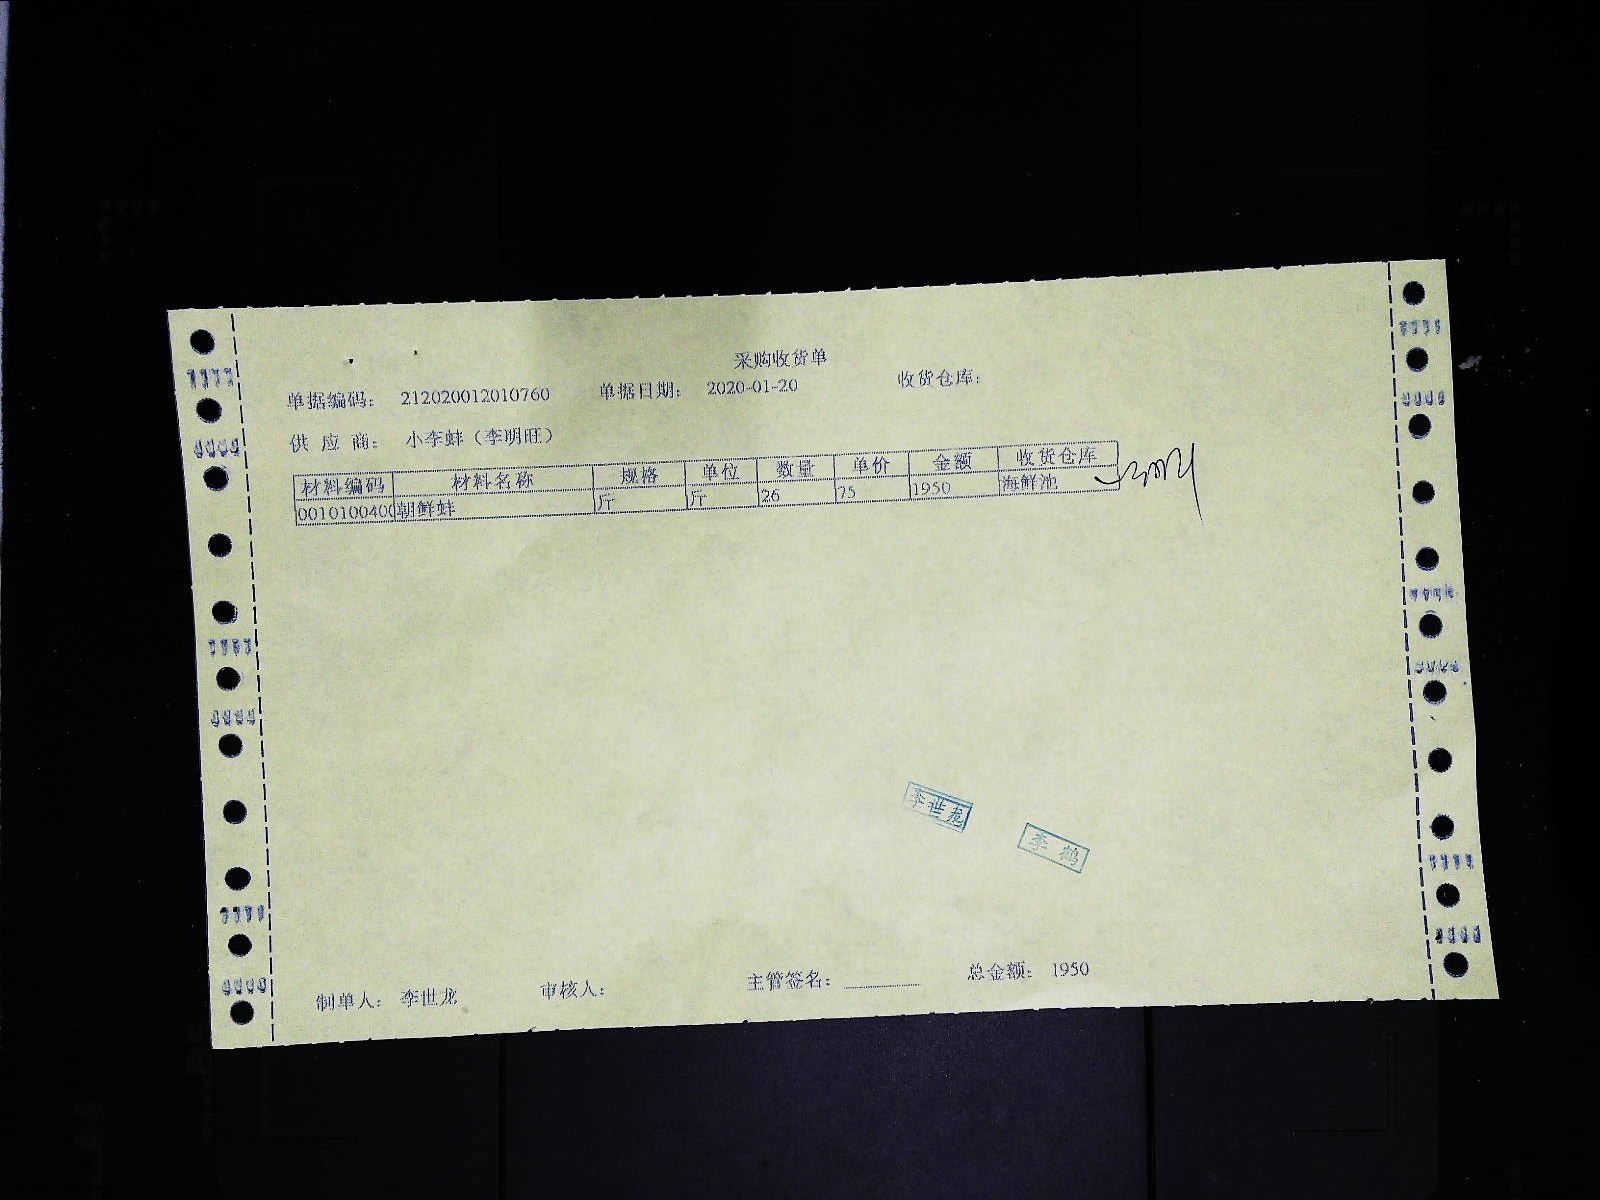 采购收货单
单据编码： 212020012010760 单据日期： 2020-01-20 收货仓库：
供 应 商： 小李蚌（李明旺）
材料编码 材料名称 规格 单位 数量 单价 金额 收货仓库
0010100400 朝鲜蚌 斤 斤 26 75 1950 海鲜池
李世龙
李鹤
制单人： 李世龙 审核人： 主管签名： 总金额： 1950